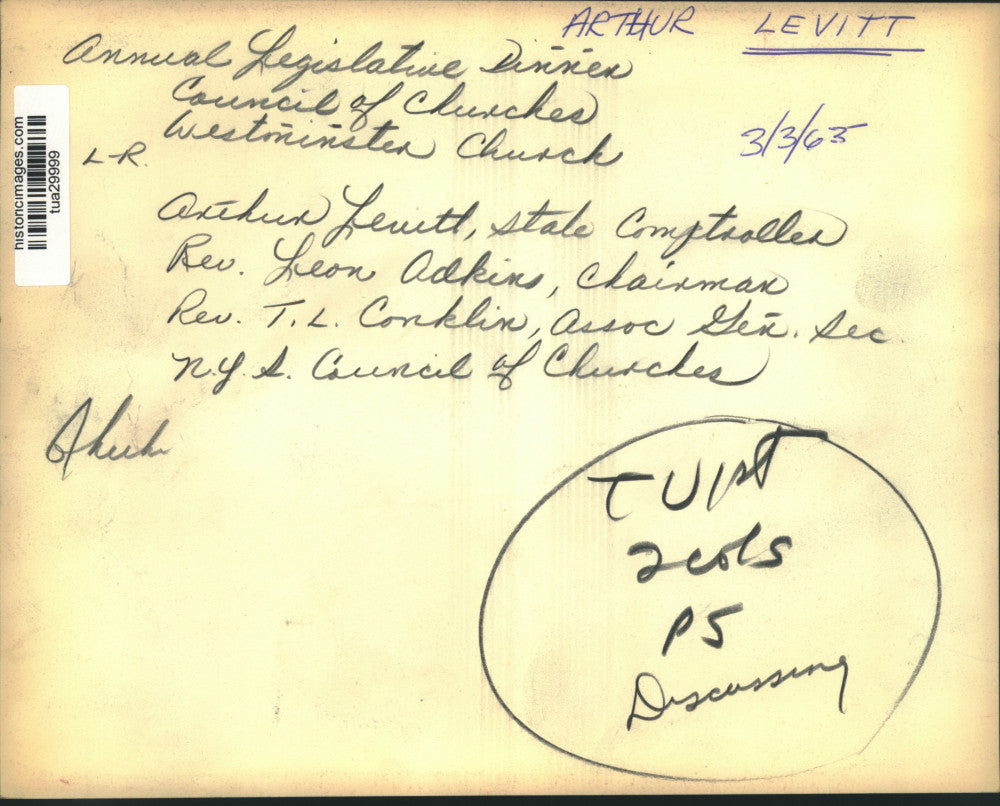 ARTHUR LEVITT
Annual Legislative Dinner
Council of Churches
Westminster Church
3/3/65
L-R.
Arthur Levitt, State Comptroller
Rev. Leon Adkins, Chairman
Rev. T. L. Conklin, Assoc Gen. Sec
N.Y.S. Council of Churches
TU 1st
2 cols
P5
Discussing
historicimages.com
tua29999